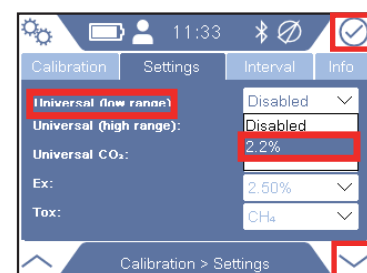 11:33
Calibration Settings Interval Info
Universal (low range) Disabled
Universal (high range): Disabled
2.2%
Universal CO₂:
Ex: 2.50%
Tox: CH₄
Calibration > Settings